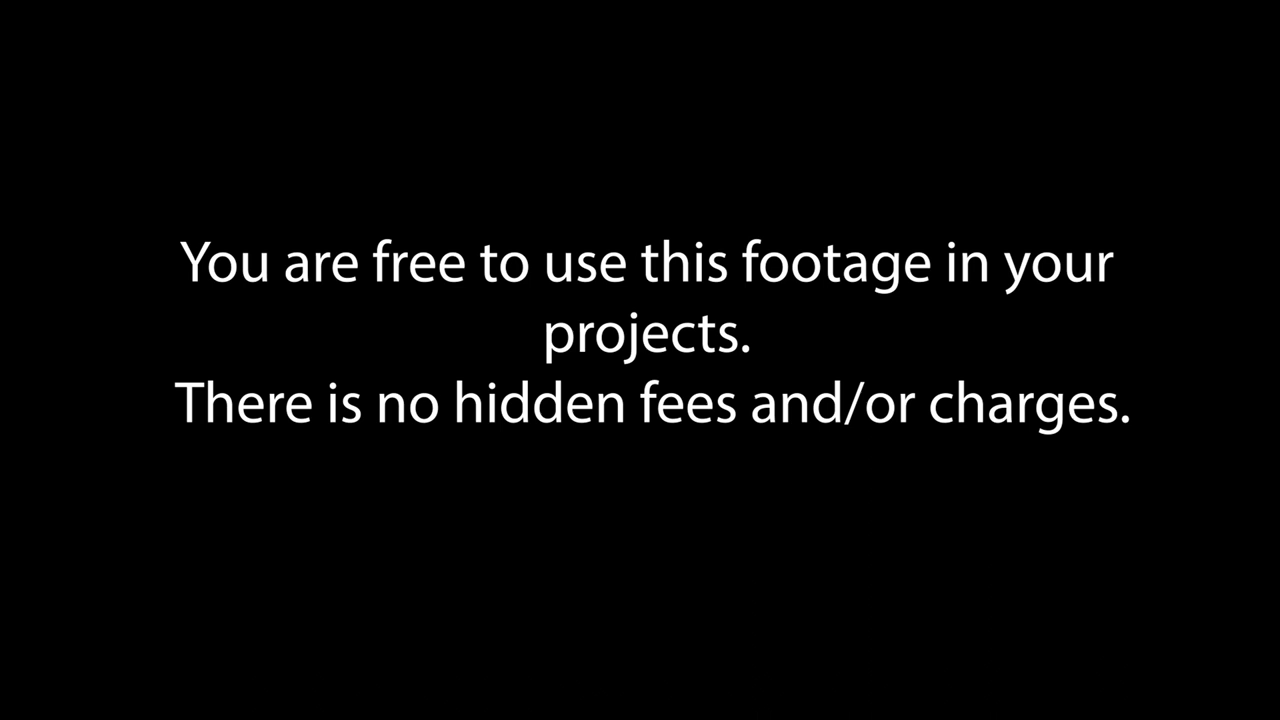 You are free to use this footage in your
projects.
There is no hidden fees and/or charges.